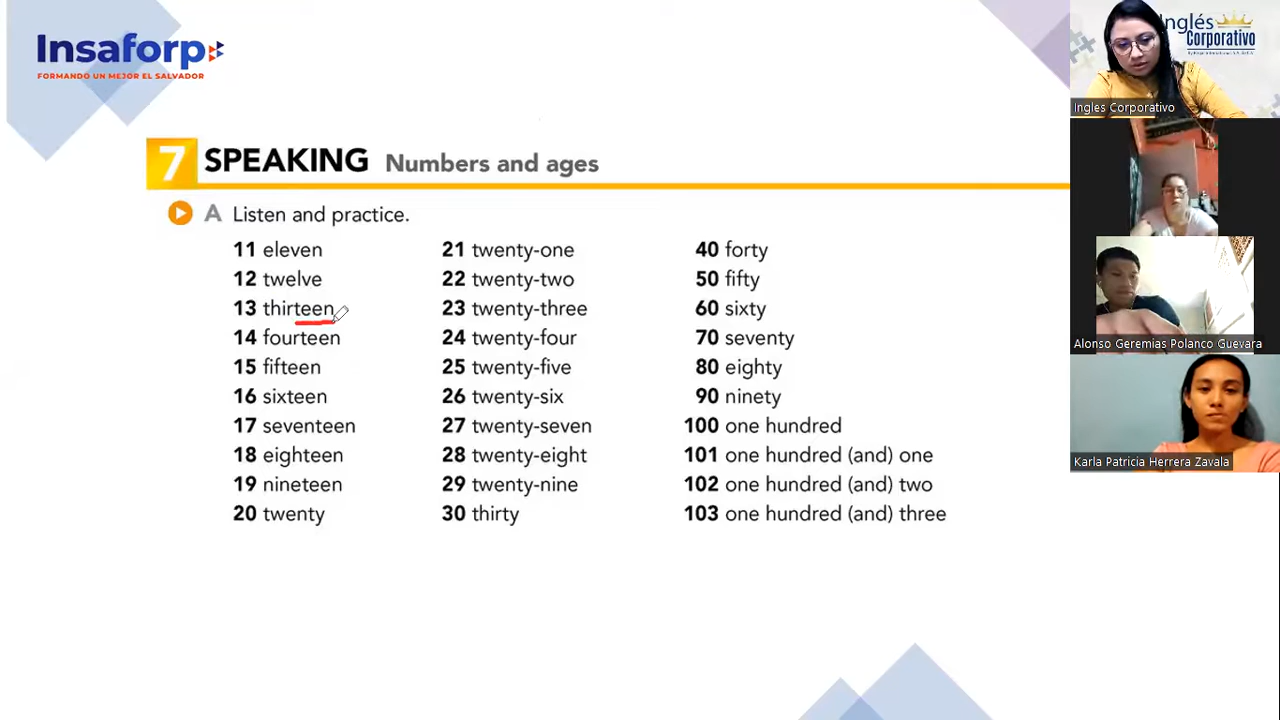 Insaforp
FORMANDO UN MEJOR EL SALVADOR
7 SPEAKING Numbers and ages
A Listen and practice.
11 eleven
12 twelve
13 thirteen
14 fourteen
15 fifteen
16 sixteen
17 seventeen
18 eighteen
19 nineteen
20 twenty
21 twenty-one
22 twenty-two
23 twenty-three
24 twenty-four
25 twenty-five
26 twenty-six
27 twenty-seven
28 twenty-eight
29 twenty-nine
30 thirty
40 forty
50 fifty
60 sixty
70 seventy
80 eighty
90 ninety
100 one hundred
101 one hundred (and) one
102 one hundred (and) two
103 one hundred (and) three
Inglés
Corporativo
Ingles Corporativo
Alonso Geremias Polanco Guevara
Karla Patricia Herrera Zavala